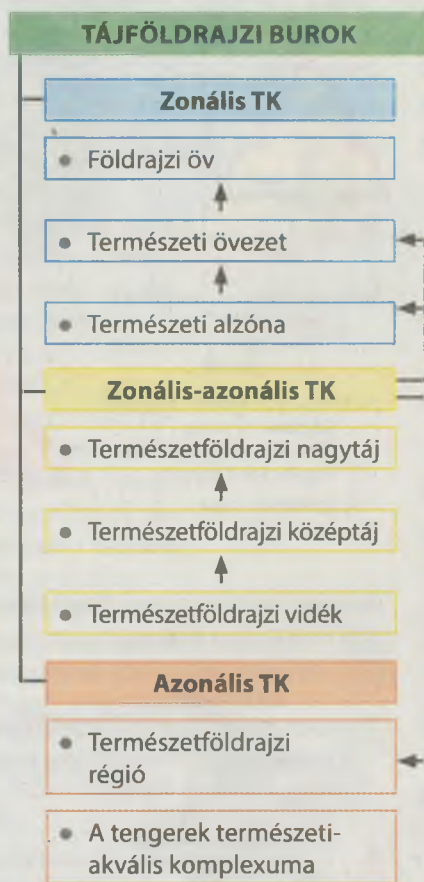 TÁJFÖLDRAJZI BUROK
Zonális TK
• Földrajzi öv
• Természeti övezet
• Természeti alzóna
Zonális-azonális TK
• Természetföldrajzi nagytáj
• Természetföldrajzi középtáj
• Természetföldrajzi vidék
Azonális TK
• Természetföldrajzi
régió
• A tengerek természeti-
akvális komplexuma